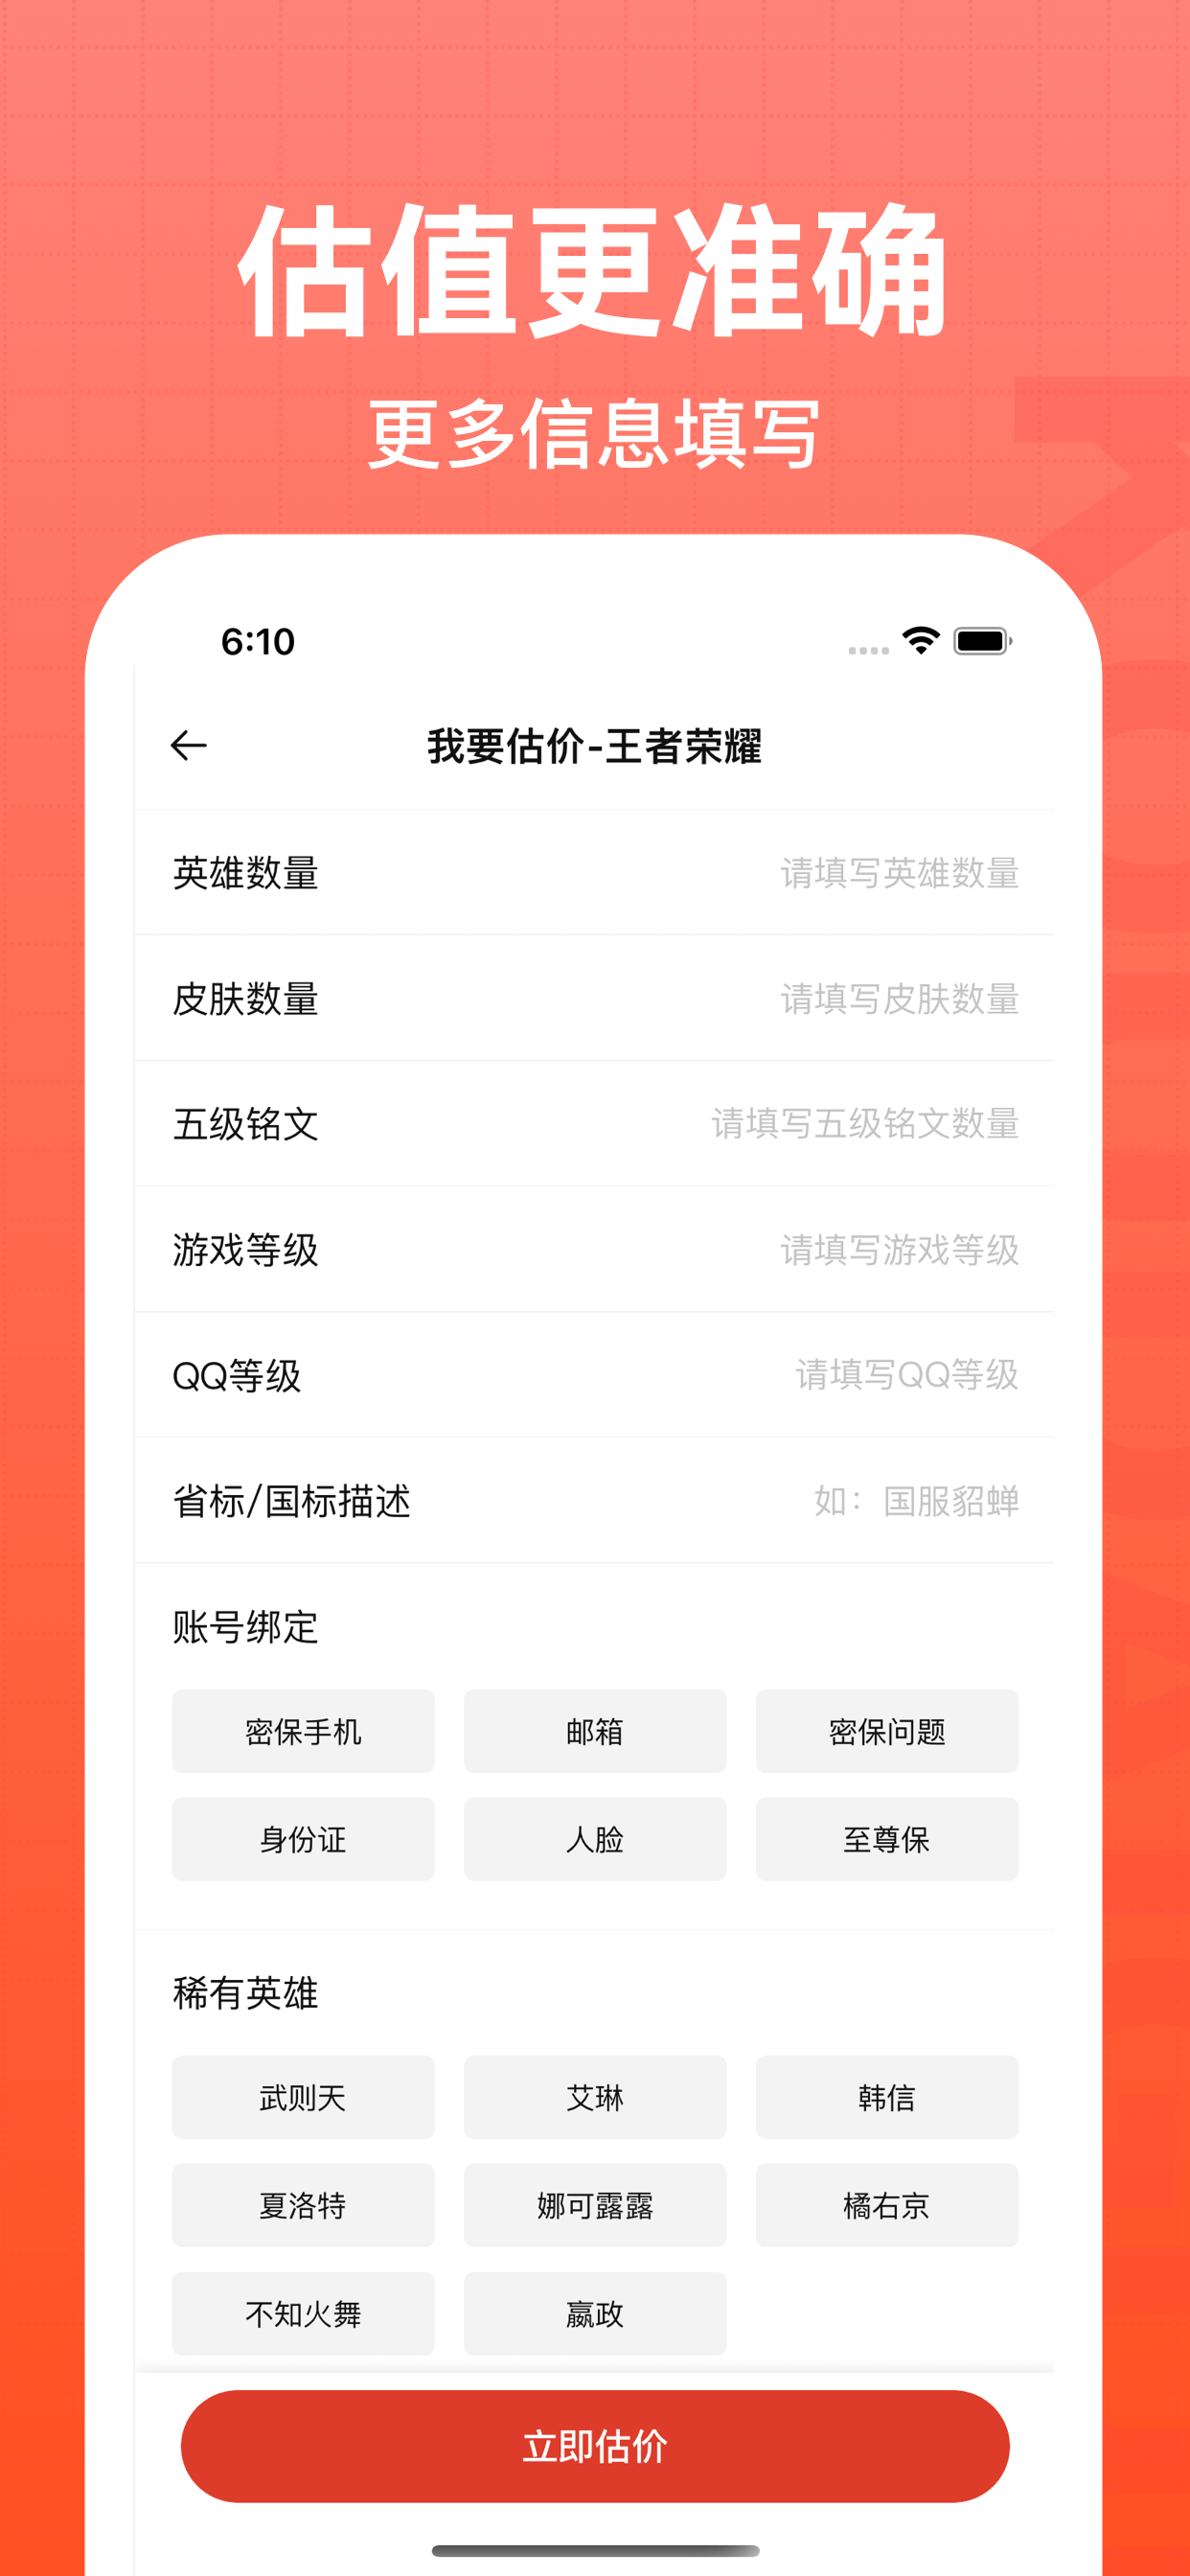 估值更准确
更多信息填写
6:10
我要估价-王者荣耀
英雄数量 请填写英雄数量
皮肤数量 请填写皮肤数量
五级铭文 请填写五级铭文数量
游戏等级 请填写游戏等级
QQ等级 请填写QQ等级
省标/国标描述 如：国服貂蝉
账号绑定
密保手机 邮箱 密保问题
身份证 人脸 至尊保
稀有英雄
武则天 艾琳 韩信
夏洛特 娜可露露 橘右京
不知火舞 嬴政
立即估价